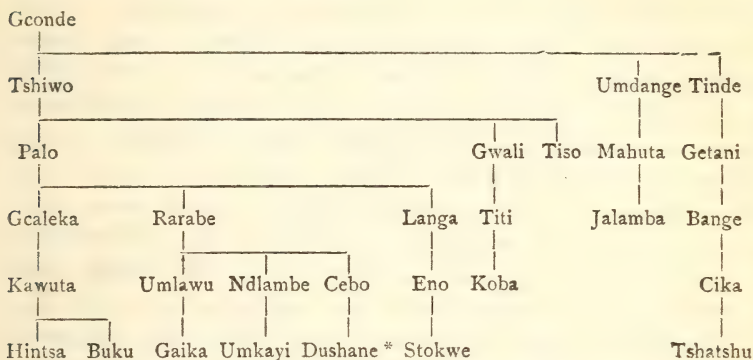 Gconde
Tshiwo Umdange Tinde
Palo Gwali Tiso Mahuta Getani
Gcaleka Rarabe Langa Titi Jalamba Bange
Kawuta Umlawu Ndlambe Cebo Eno Koba Cika
Hintsa Buku Gaika Umkayi Dushane * Stokwe Tshatshu